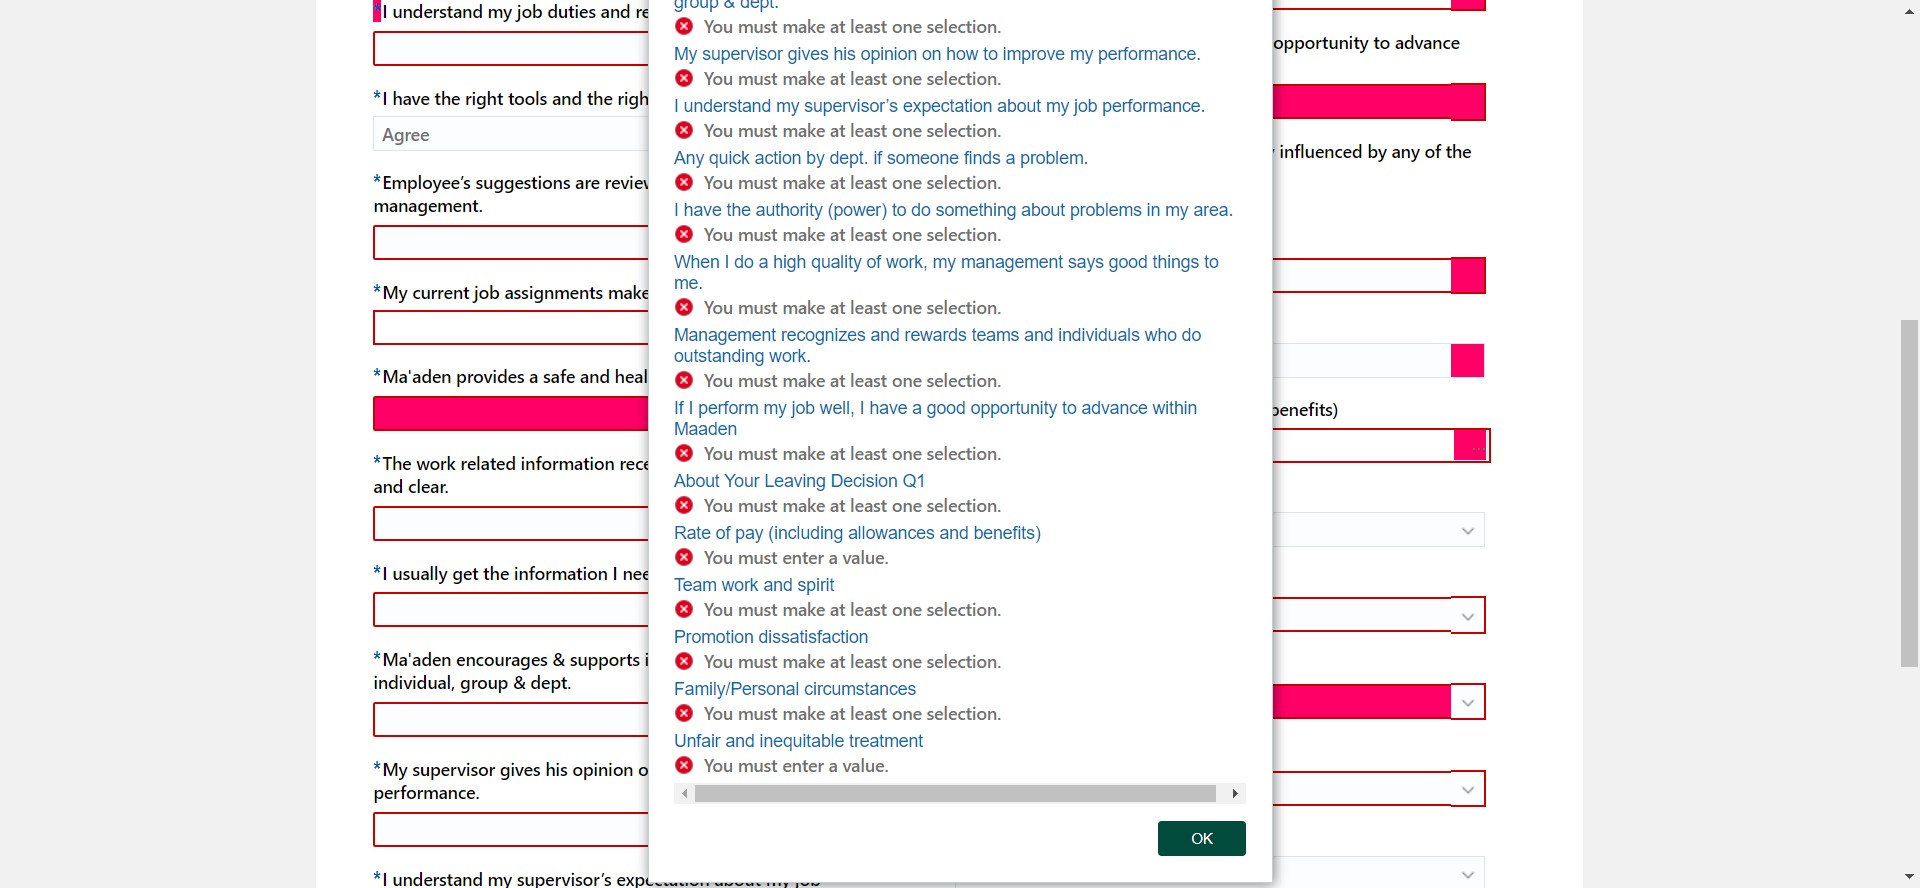 *I understand my job duties and re
*I have the right tools and the righ
Agree
*Employee's suggestions are review
management.
*My current job assignments make
*Ma'aden provides a safe and heal
*The work related information rece
and clear.
*I usually get the information I nee
*Ma'aden encourages & supports i
individual, group & dept.
*My supervisor gives his opinion o
performance.
*I understand my supervisor's expectation about my job
group & dept.
You must make at least one selection.
My supervisor gives his opinion on how to improve my performance.
You must make at least one selection.
I understand my supervisor's expectation about my job performance.
You must make at least one selection.
Any quick action by dept. if someone finds a problem.
You must make at least one selection.
I have the authority (power) to do something about problems in my area.
You must make at least one selection.
When I do a high quality of work, my management says good things to
me.
You must make at least one selection.
Management recognizes and rewards teams and individuals who do
outstanding work.
You must make at least one selection.
If I perform my job well, I have a good opportunity to advance within
Maaden
You must make at least one selection.
About Your Leaving Decision Q1
You must make at least one selection.
Rate of pay (including allowances and benefits)
You must enter a value.
Team work and spirit
You must make at least one selection.
Promotion dissatisfaction
You must make at least one selection.
Family/Personal circumstances
You must make at least one selection.
Unfair and inequitable treatment
You must enter a value.
OK
opportunity to advance
influenced by any of the
benefits)
...